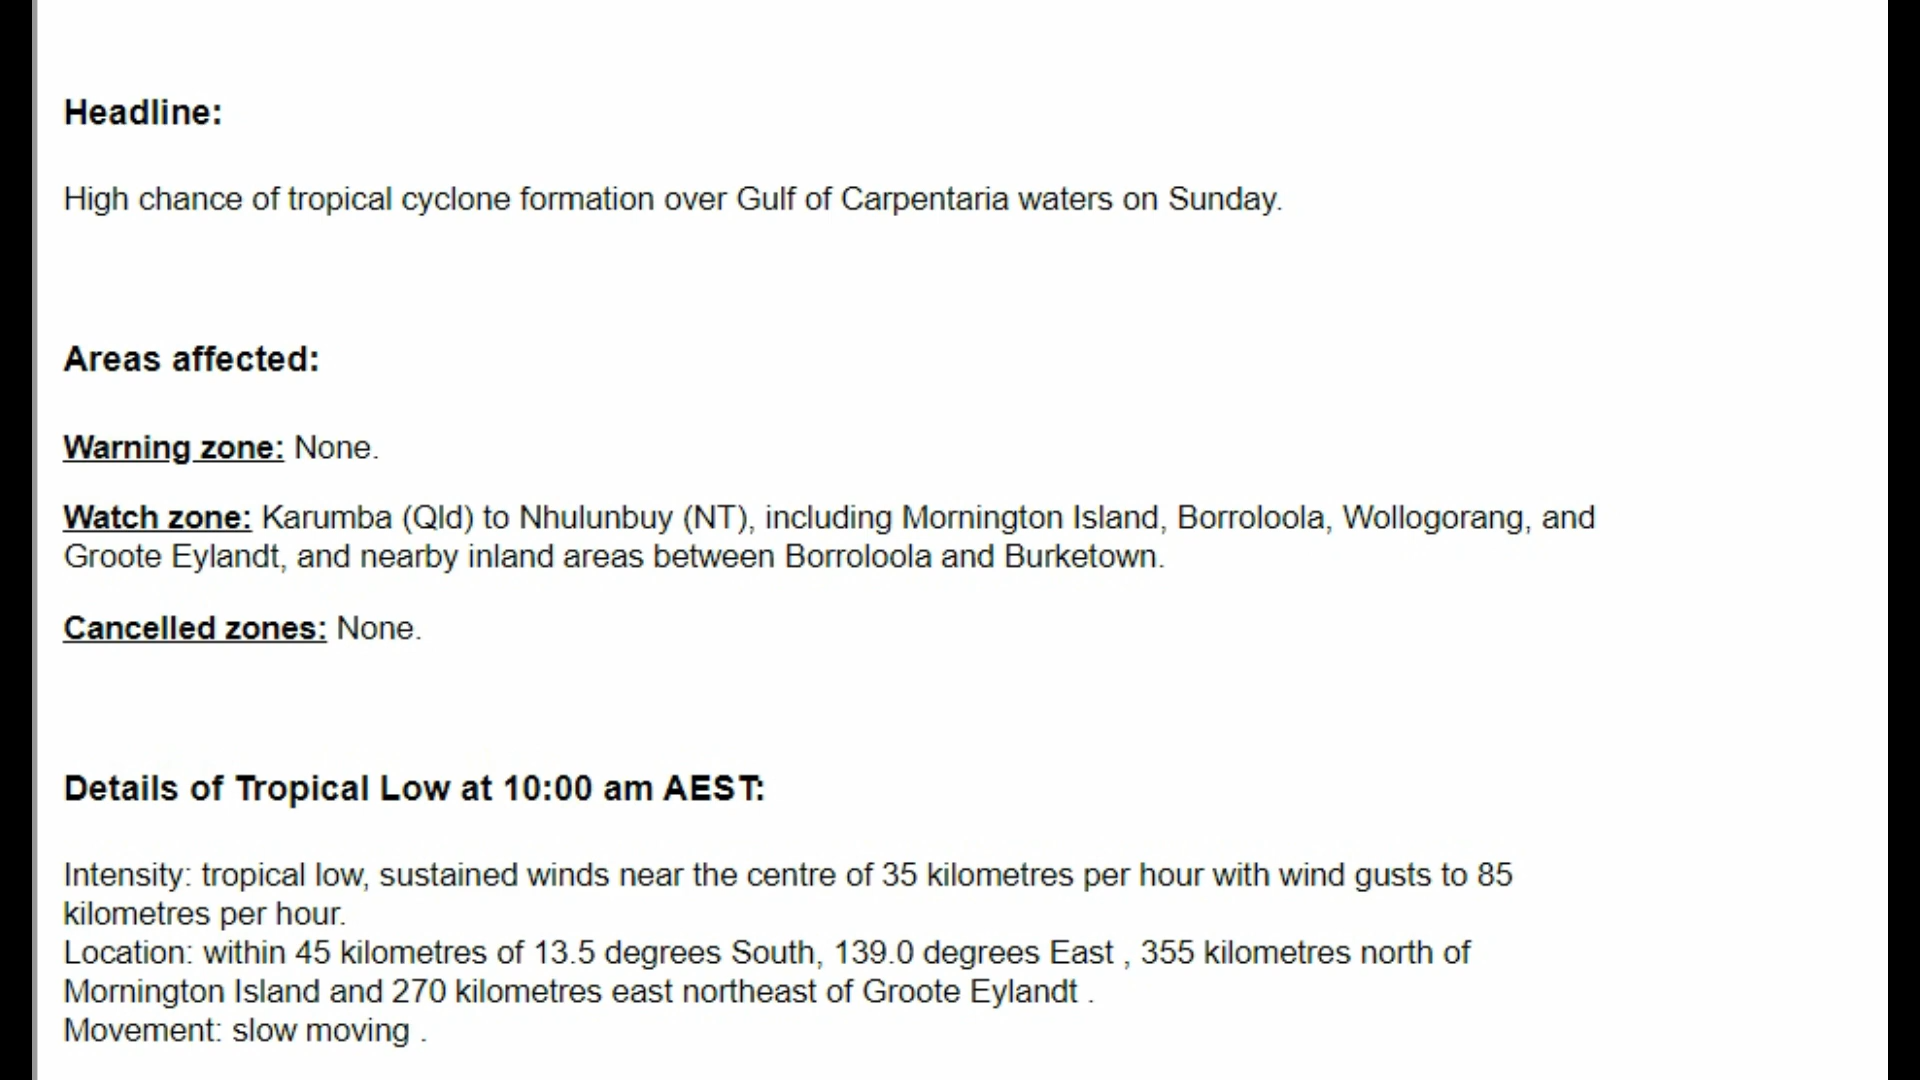 Headline:
High chance of tropical cyclone formation over Gulf of Carpentaria waters on Sunday.
Areas affected:
Warning zone: None.
Watch zone: Karumba (Qld) to Nhulunbuy (NT), including Mornington Island, Borroloola, Wollogorang, and
Groote Eylandt, and nearby inland areas between Borroloola and Burketown.
Cancelled zones: None.
Details of Tropical Low at 10:00 am AEST:
Intensity: tropical low, sustained winds near the centre of 35 kilometres per hour with wind gusts to 85
kilometres per hour.
Location: within 45 kilometres of 13.5 degrees South, 139.0 degrees East , 355 kilometres north of
Mornington Island and 270 kilometres east northeast of Groote Eylandt .
Movement: slow moving .